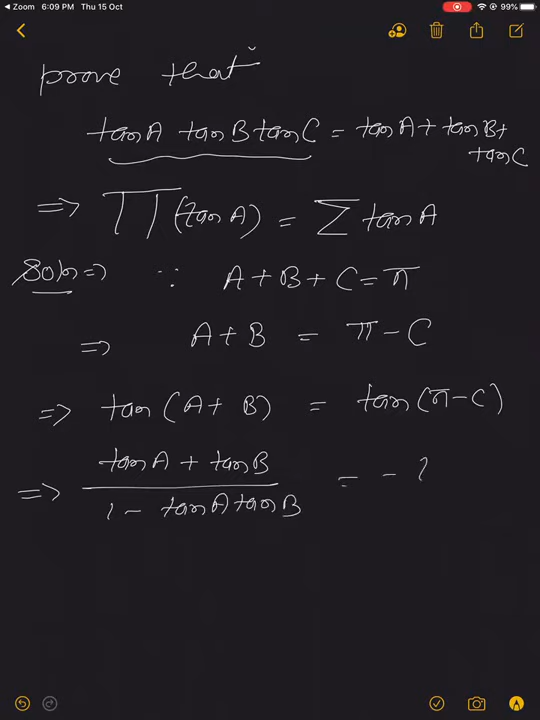 Zoom 6:09 PM Thu 15 Oct 99%
prove that
tanA tanB tanC = tanA + tanB +
tanC
⇒ ∏(tanA) = Σ tanA
Soln ⇒ ∵ A + B + C = π
⇒ A + B = π - C
⇒ tan(A + B) = tan(π - C)
⇒ (tanA + tanB) / (1 - tanA tanB) = -